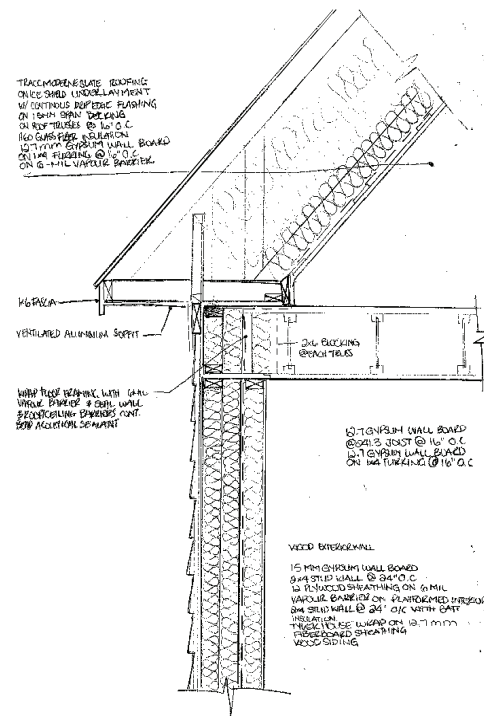 TRACC MODERNE SLATE ROOFING
ON ICE SHIELD UNDERLAYMENT
W/ CONTINOUS DRIP EDGE FLASHING
ON 15MM SPAN DECKING
ON ROOF TRUSSES @ 16" O.C
GLASS FIBER INSULATION
12.7mm GYPSUM WALL BOARD
ON 1x4 FURRING @ 16" O.C
ON 6-MIL VAPOUR BARRIER
1x6 FASCIA
VENTILATED ALUMINIUM SOFFIT
2x6 BLOCKING
@ EACH TRUSS
WRAP FLOOR FRAMING WITH 6 MIL
VAPOUR BARRIER & SEAL WALL
& ROOF/CEILING BARRIERS CONT.
BEAD ACOUSTICAL SEALANT
12.7 GYPSUM WALL BOARD
@ 241.3 JOIST @ 16" O.C
12.7 GYPSUM WALL BOARD
ON 1x4 FURRING @ 16" O.C
WOOD EXTERIOR WALL
15 MM GYPSUM WALL BOARD
2x4 STUD WALL @ 24" O.C
12 PLYWOOD SHEATHING ON 6 MIL
VAPOUR BARRIER ON PLATFORMED INTERIOR
2x4 STUD WALL @ 24' O/C WITH BATT
INSULATION
HOUSE WRAP ON 12.7 mm
FIBERBOARD SHEATHING
WOOD SIDING